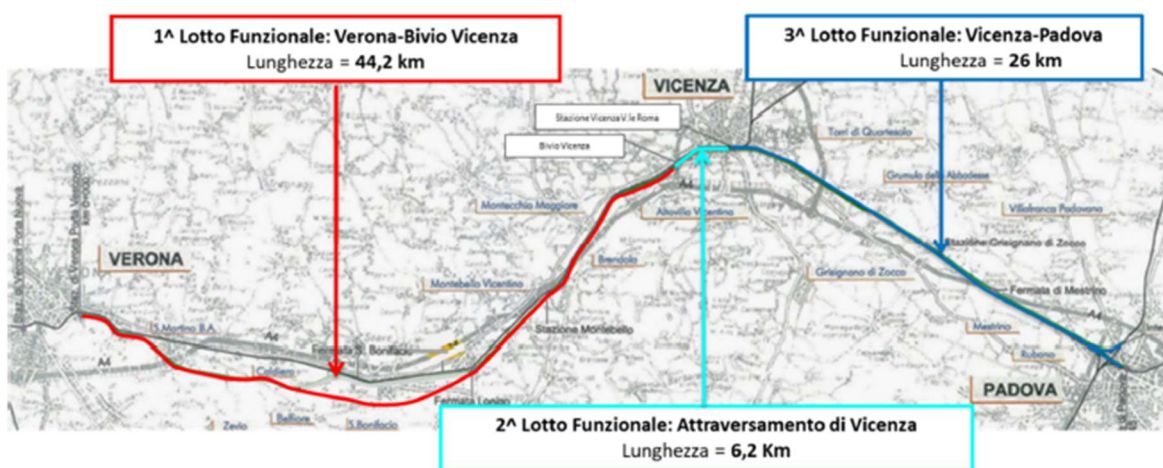 1^ Lotto Funzionale: Verona-Bivio Vicenza
Lunghezza = 44,2 km
3^ Lotto Funzionale: Vicenza-Padova
Lunghezza = 26 km
VICENZA
Stazione Vicenza V.le Roma
Bivio Vicenza
Torri di Quartesolo
Grumolo delle Abbadesse
A4
Montecchio Maggiore
Altavilla Vicentina
Villafranca Padovana
VERONA
Stazione Grisignano di Zocco
Brendola
Grisignano di Zocco
Montebello Vicentino
Fermata di Mestrino
Stazione Montebello
S.Martino B.A.
A4
Mestrino
Fermata S. Bonifacio
Rubano
A4
Caldiero
PADOVA
Fermata Lonigo
Belfiore
Zevio
S.Bonifacio
2^ Lotto Funzionale: Attraversamento di Vicenza
Lunghezza = 6,2 Km